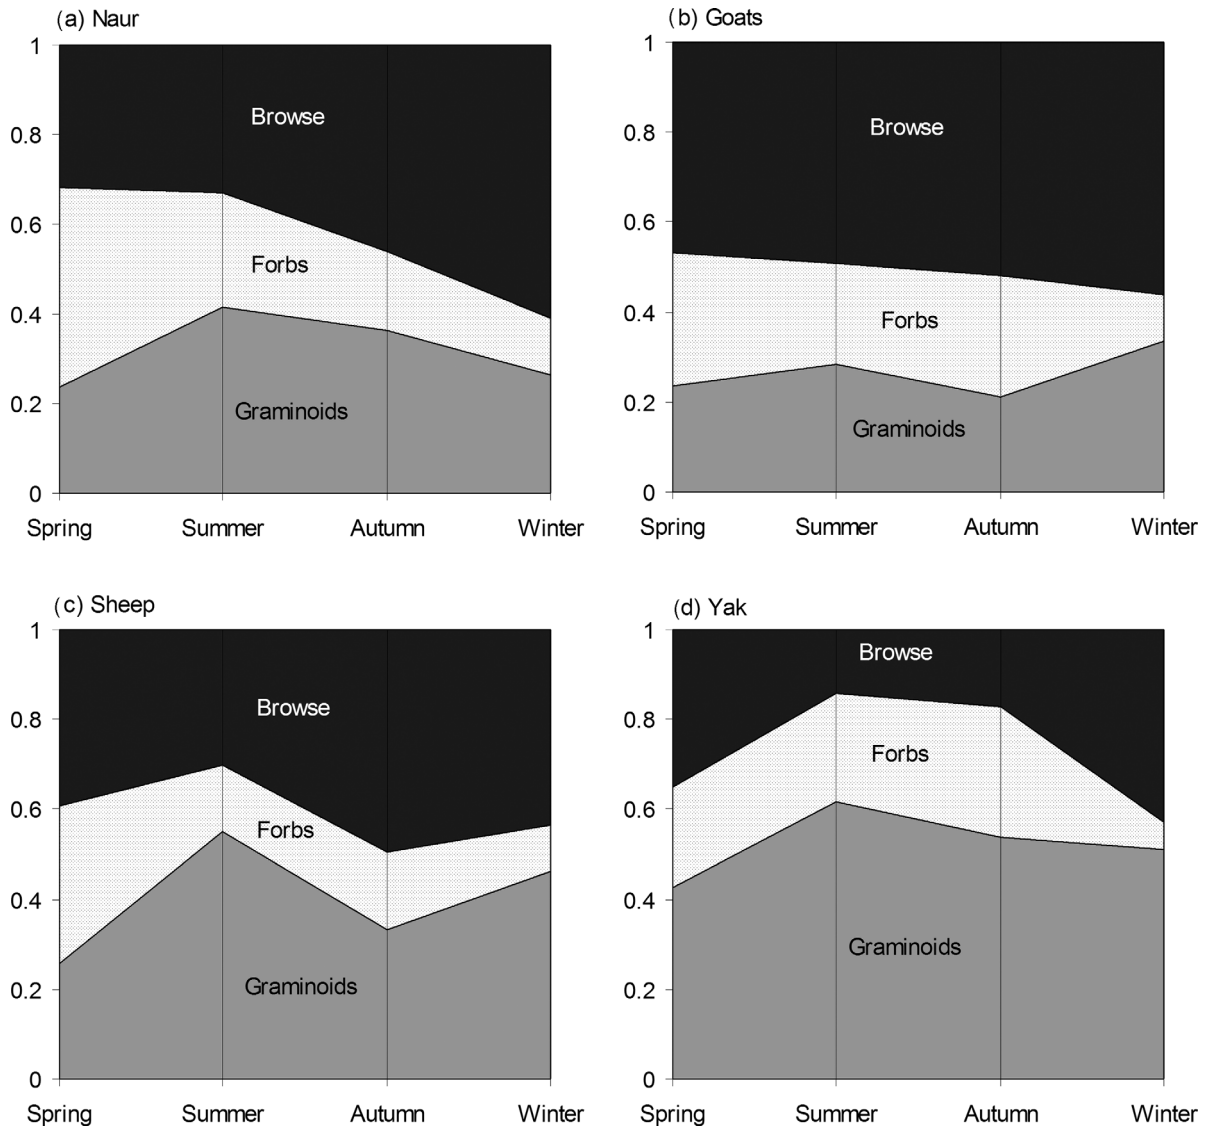 (a) Naur
1
0.8
0.6
0.4
0.2
0
Browse
Forbs
Graminoids
Spring Summer Autumn Winter
(b) Goats
1
0.8
0.6
0.4
0.2
0
Browse
Forbs
Graminoids
Spring Summer Autumn Winter
(c) Sheep
1
0.8
0.6
0.4
0.2
0
Browse
Forbs
Graminoids
Spring Summer Autumn Winter
(d) Yak
1
0.8
0.6
0.4
0.2
0
Browse
Forbs
Graminoids
Spring Summer Autumn Winter